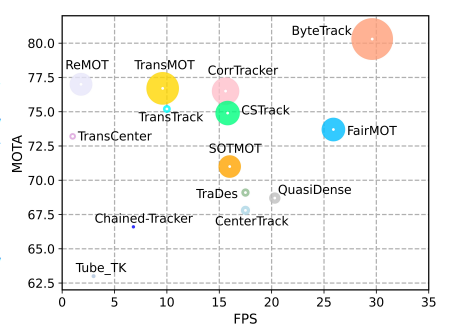 ByteTrack
80.0
ReMOT
TransMOT
CorrTracker
77.5
75.0
TransTrack
CSTrack
TransCenter
FairMOT
72.5
SOTMOT
MOTA
70.0
TraDes
QuasiDense
67.5
Chained-Tracker
CenterTrack
65.0
Tube_TK
62.5
0 5 10 15 20 25 30 35
FPS